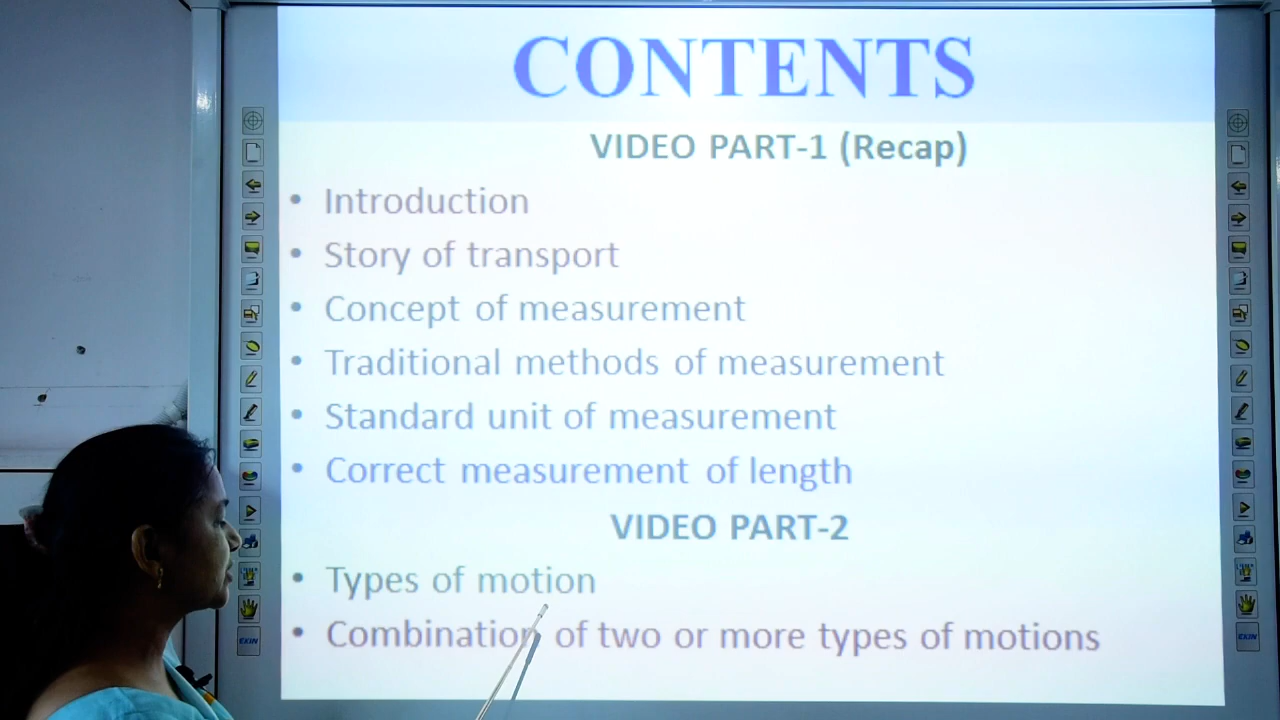 CONTENTS
VIDEO PART-1 (Recap)
• Introduction
• Story of transport
• Concept of measurement
• Traditional methods of measurement
• Standard unit of measurement
• Correct measurement of length
VIDEO PART-2
• Types of motion
• Combination of two or more types of motions
EKIN
EKIN